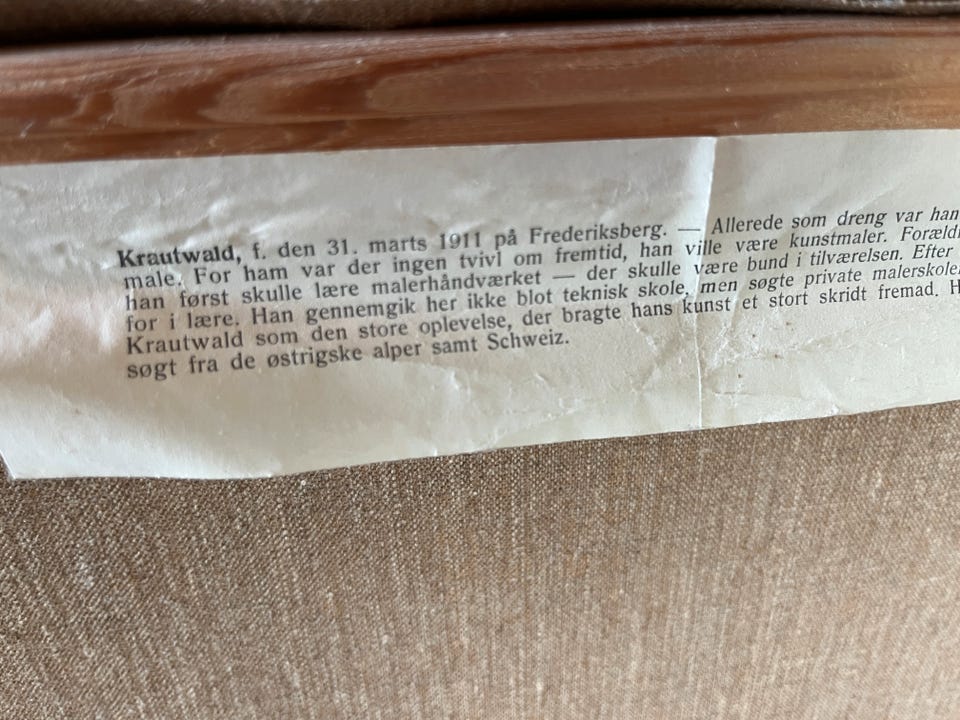 Krautwald, f. den 31. marts 1911 på Frederiksberg. — Allerede som dreng var han
male. For ham var der ingen tvivl om fremtid, han ville være kunstmaler. Foræld
han først skulle lære malerhåndværket — der skulle være bund i tilværelsen. Efter
for i lære. Han gennemgik her ikke blot teknisk skole, men søgte private malerskole
Krautwald som den store oplevelse, der bragte hans kunst et stort skridt fremad. H
søgt fra de østrigske alper samt Schweiz.